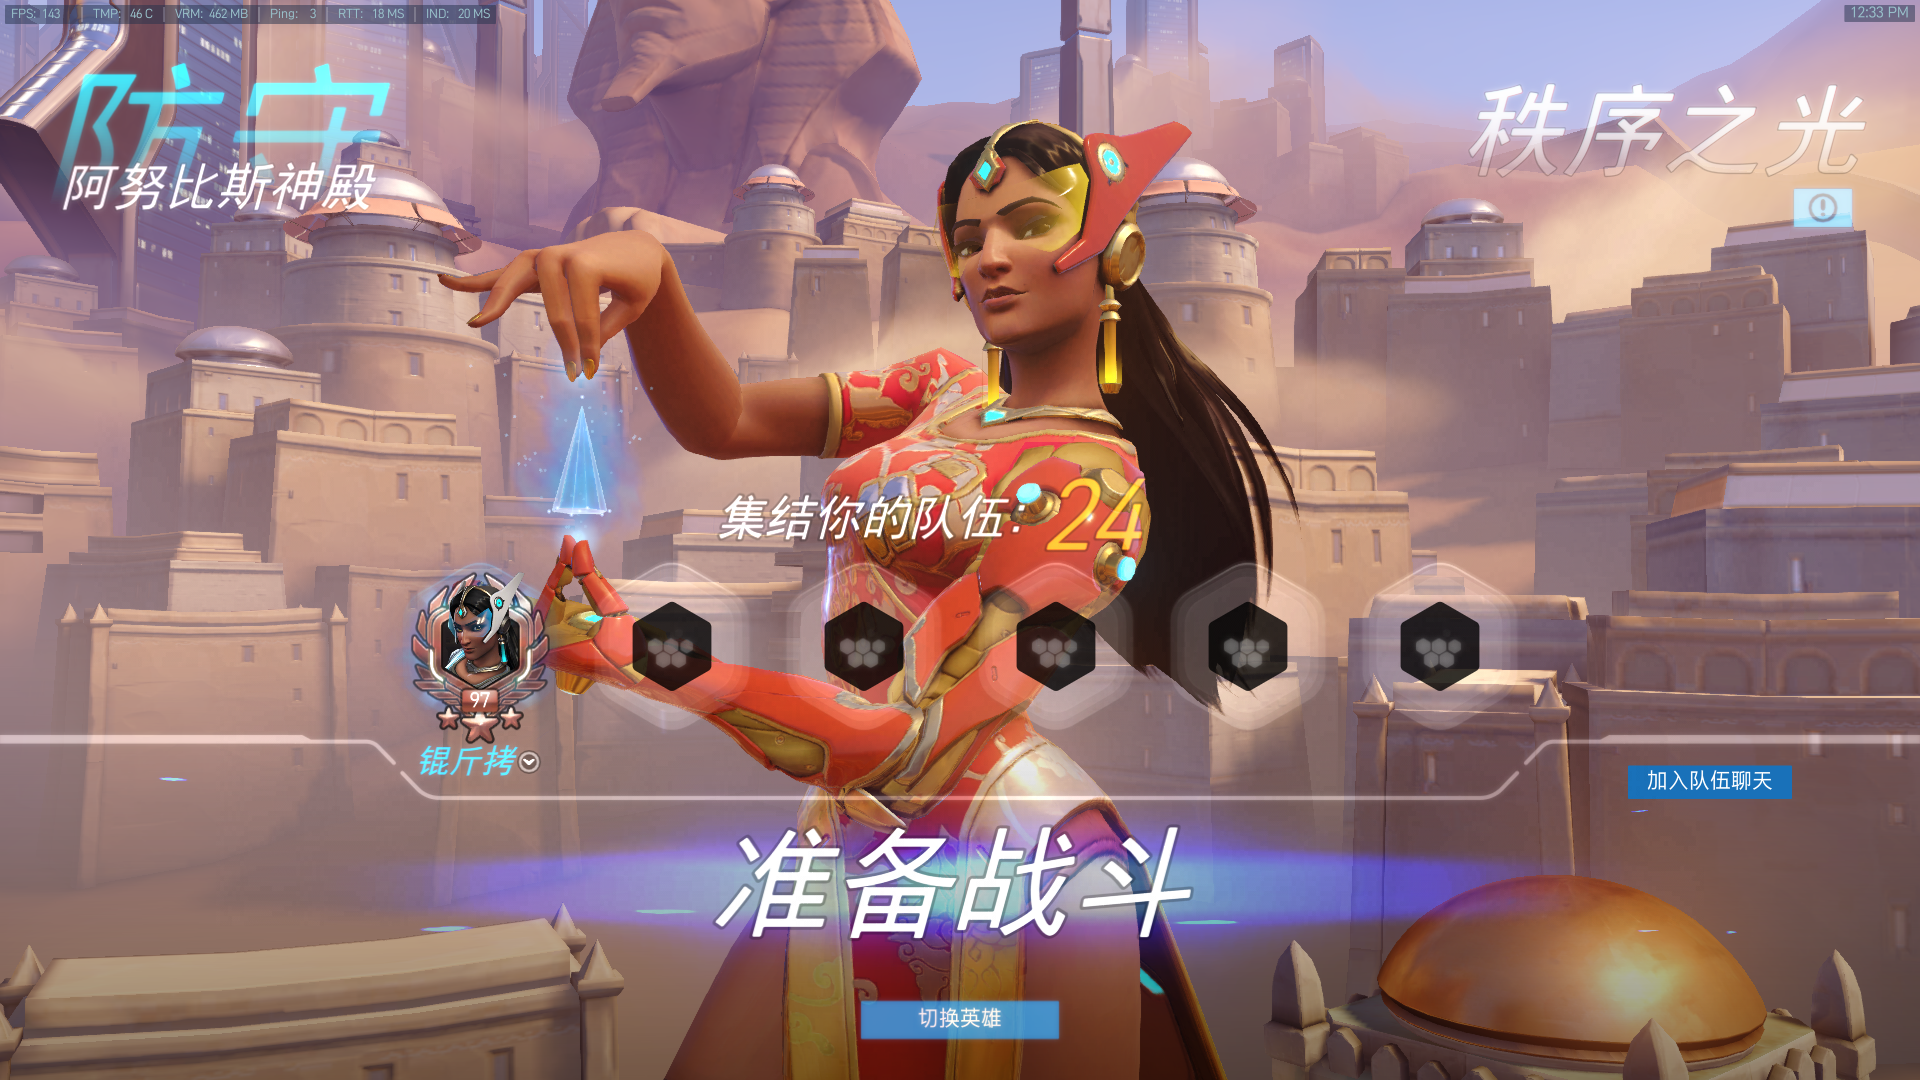 FPS: 143 | TMP: 46 C | VRM: 462 MB | Ping: 3 | RTT: 18 MS | IND: 20 MS
12:33 PM
防守
阿努比斯神殿
秩序之光
集结你的队伍: 24
97
锟斤拷
加入队伍聊天
准备战斗
切换英雄